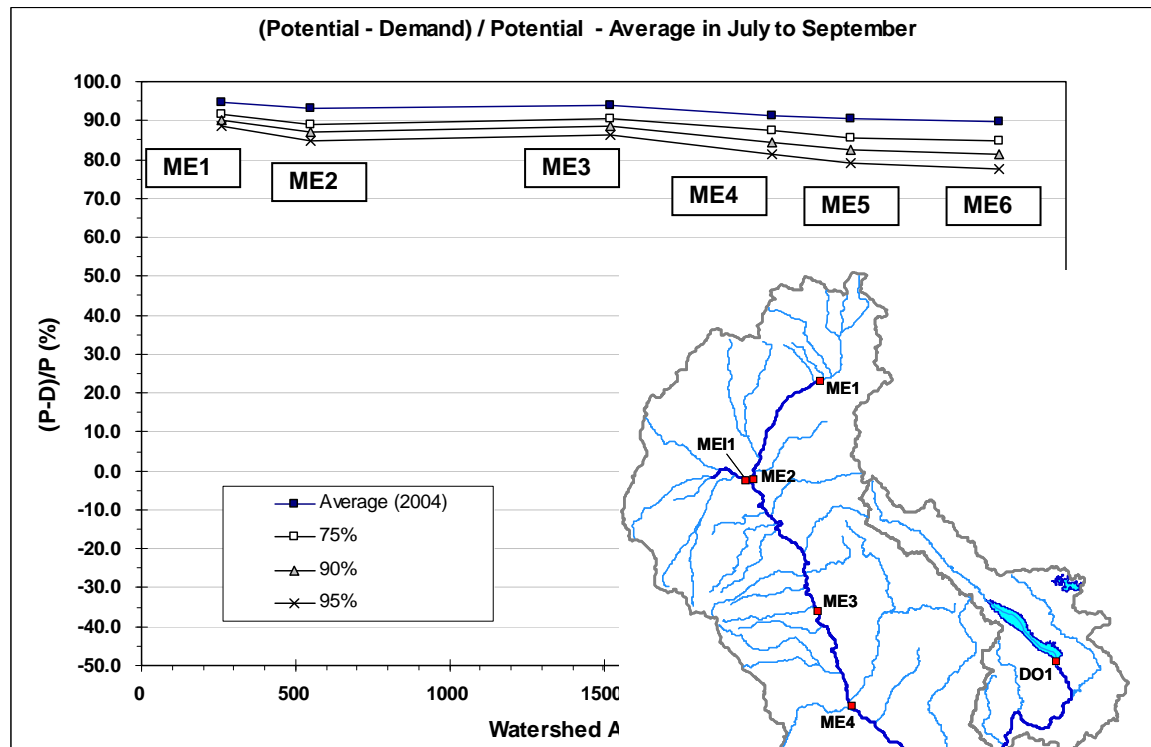 (Potential - Demand) / Potential - Average in July to September
100.0
90.0
80.0
70.0
60.0
50.0
40.0
30.0
20.0
10.0
0.0
-10.0
-20.0
-30.0
-40.0
-50.0
(P-D)/P (%)
ME1
ME2
ME3
ME4
ME5
ME6
Average (2004)
75%
90%
95%
0
500
1000
1500
Watershed A
ME1
MEI1
ME2
ME3
ME4
DO1